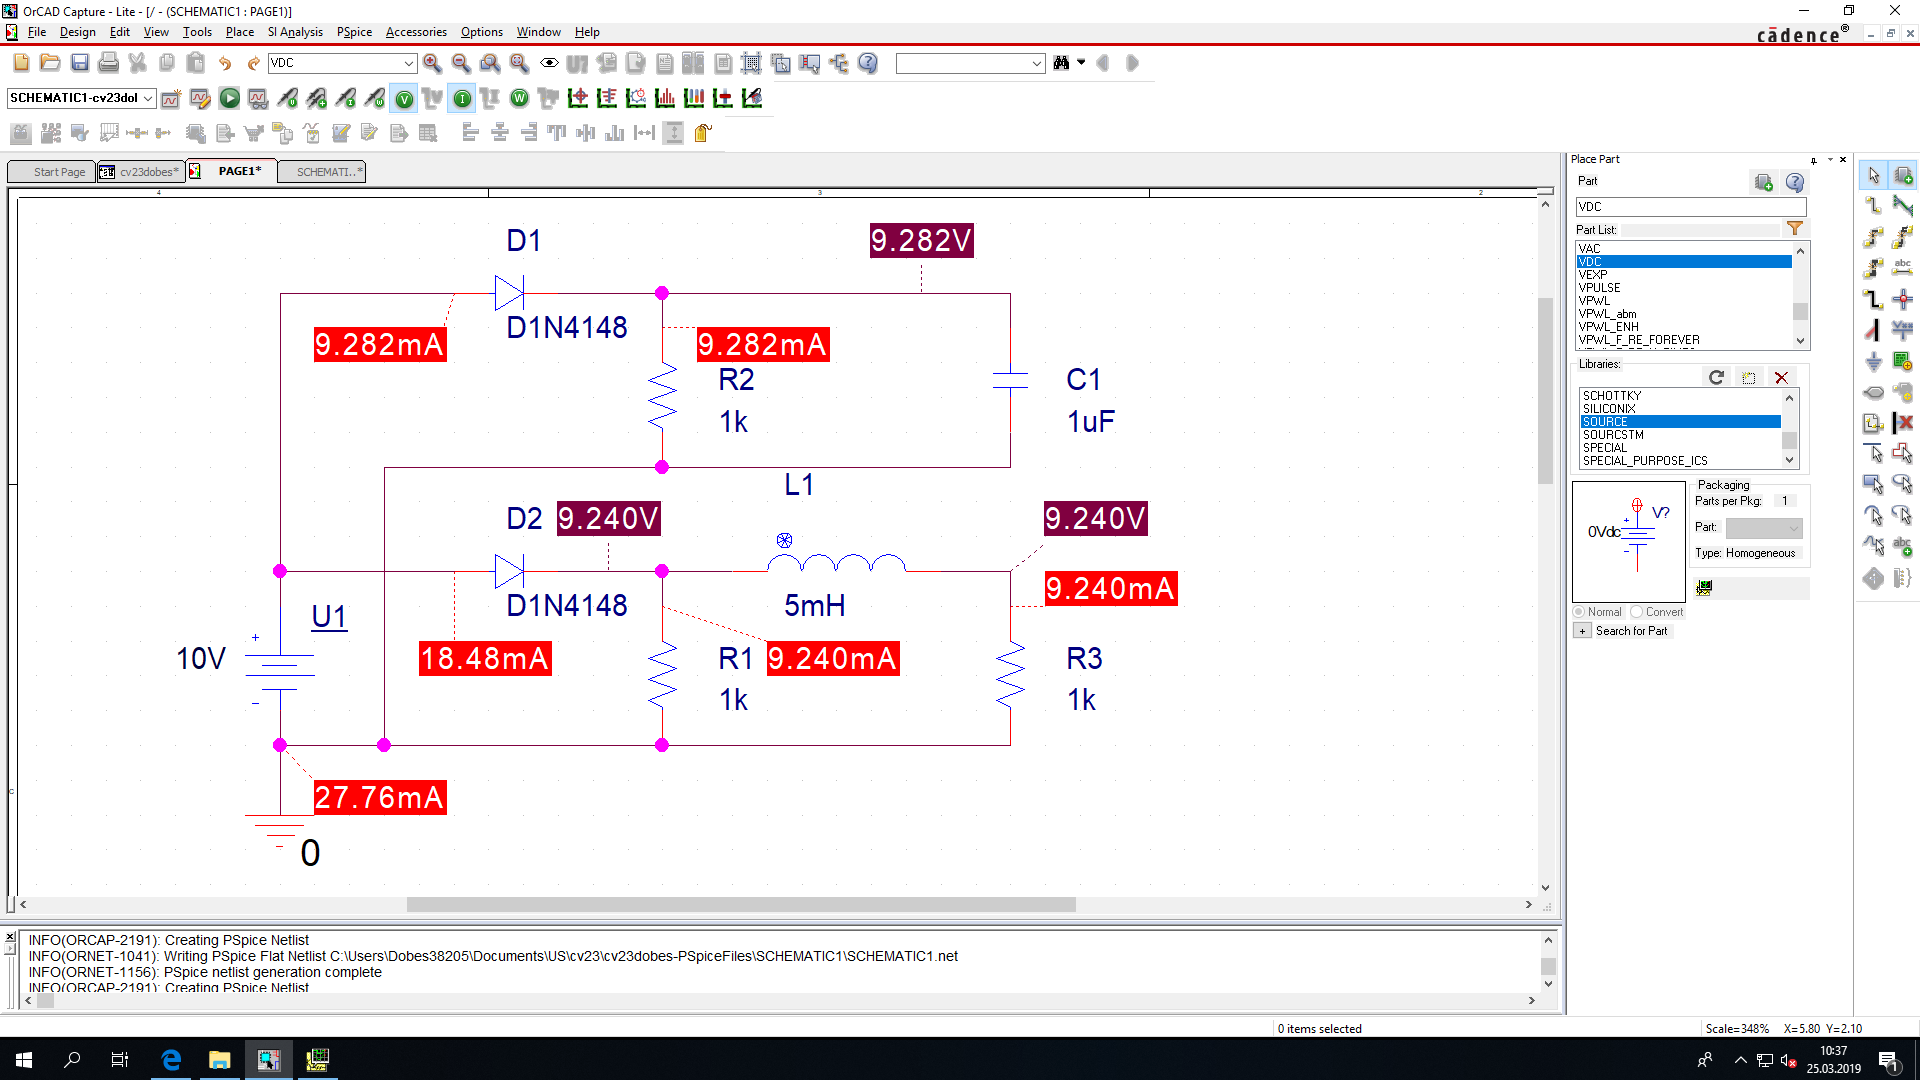 OrCAD Capture - Lite - [/ - (SCHEMATIC1 : PAGE1)]
File Design Edit View Tools Place SI Analysis PSpice Accessories Options Window Help
cādence®
VDC
SCHEMATIC1-cv23dol
Start Page
cv23dobes*
PAGE1*
SCHEMATI..*
4
3
2
D1
9.282V
D1N4148
9.282mA
9.282mA
R2
1k
C1
1uF
L1
D2
9.240V
9.240V
9.240mA
D1N4148
5mH
U1
+
10V
-
18.48mA
R1
9.240mA
1k
R3
1k
27.76mA
0
C
Place Part
Part
VDC
Part List:
VAC
VDC
VEXP
VPULSE
VPWL
VPWL_abm
VPWL_ENH
VPWL_F_RE_FOREVER
Libraries:
SCHOTTKY
SILICONIX
SOURCE
SOURCSTM
SPECIAL
SPECIAL_PURPOSE_ICS
V?
0Vdc
+
-
Packaging
Parts per Pkg: 1
Part:
Type: Homogeneous
Normal Convert
+ Search for Part
INFO(ORCAP-2191): Creating PSpice Netlist
INFO(ORNET-1041): Writing PSpice Flat Netlist C:\Users\Dobes38205\Documents\US\cv23\cv23dobes-PSpiceFiles\SCHEMATIC1\SCHEMATIC1.net
INFO(ORNET-1156): PSpice netlist generation complete
INFO(ORCAP-2191): Creating PSpice Netlist
0 items selected
Scale=348% X=5.80 Y=2.10
10:37
25.03.2019
1